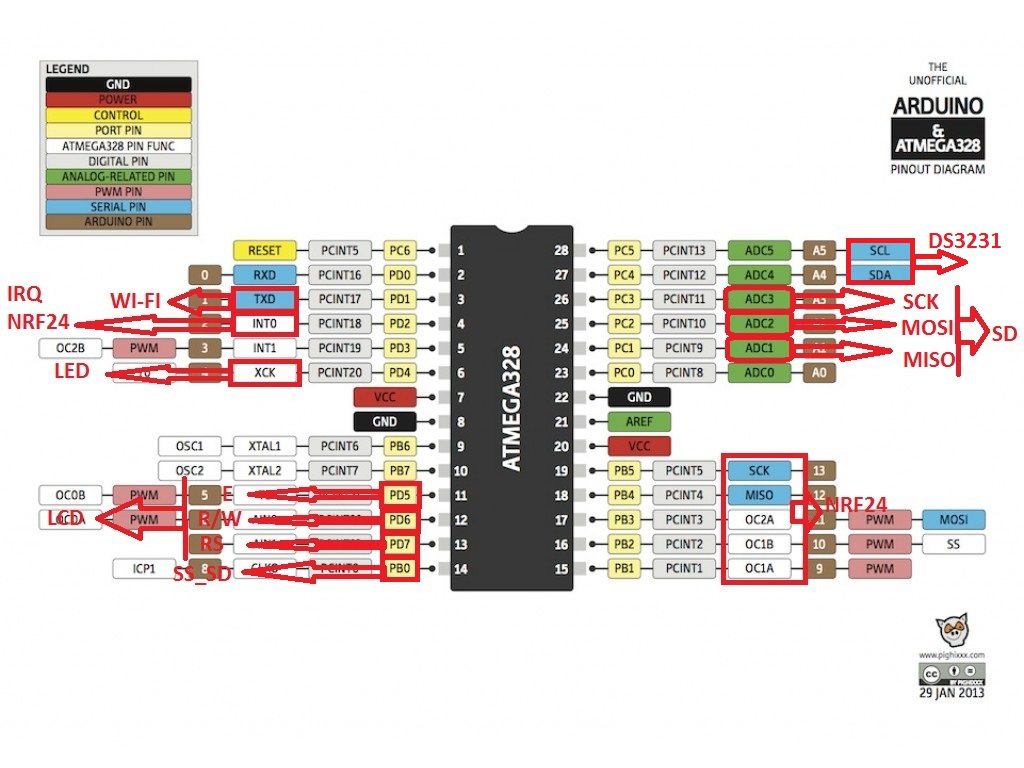 LEGEND
GND
POWER
CONTROL
PORT PIN
ATMEGA328 PIN FUNC
DIGITAL PIN
ANALOG-RELATED PIN
PWM PIN
SERIAL PIN
ARDUINO PIN
THE
UNOFFICIAL
ARDUINO
&
ATMEGA328
PINOUT DIAGRAM
ATMEGA328
RESET PCINT5 PC6 1
0 RXD PCINT16 PD0 2
WI-FI TXD PCINT17 PD1 3
IRQ
NRF24 2 INT0 PCINT18 PD2 4
OC2B PWM 3 INT1 PCINT19 PD3 5
LED XCK PCINT20 PD4 6
VCC 7
GND 8
OSC1 XTAL1 PCINT6 PB6 9
OSC2 XTAL2 PCINT7 PB7 10
OC0B PWM 5 E PD5 11
LCD PWM R/W PD6 12
RS PD7 13
ICP1 8 SS_SD CLKO PB0 14
28 PC5 PCINT13 ADC5 A5 SCL
27 PC4 PCINT12 ADC4 A4 SDA
DS3231
26 PC3 PCINT11 ADC3 A3 SCK
25 PC2 PCINT10 ADC2 MOSI
24 PC1 PCINT9 ADC1 A1 MISO
SD
23 PC0 PCINT8 ADC0 A0
22 GND
21 AREF
20 VCC
19 PB5 PCINT5 SCK 13
18 PB4 PCINT4 MISO 12
NRF24
17 PB3 PCINT3 OC2A 11 PWM MOSI
16 PB2 PCINT2 OC1B 10 PWM SS
15 PB1 PCINT1 OC1A 9 PWM
www.pighixxx.com
cc
BY PIGHIXXX
29 JAN 2013